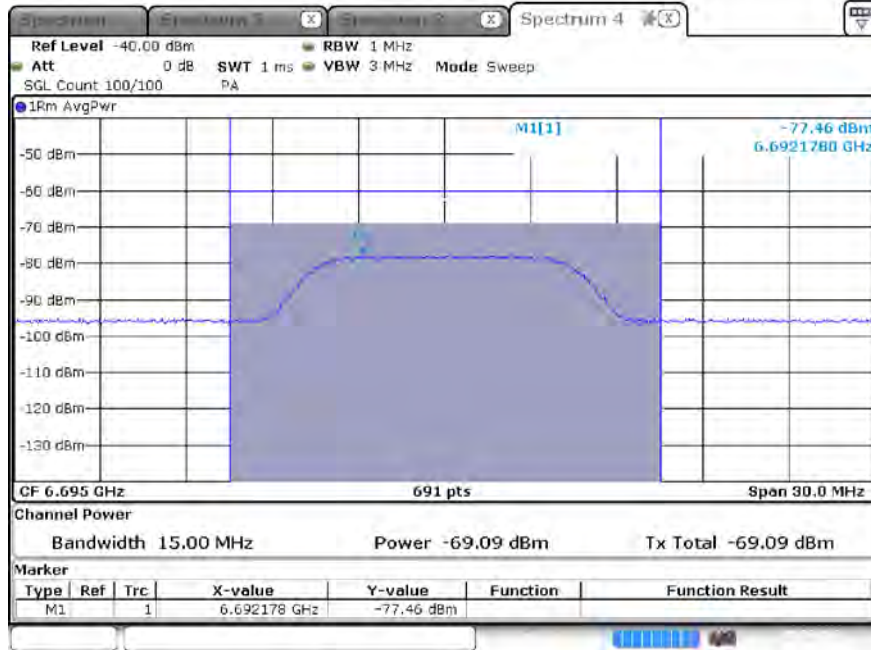 Spectrum Spectrum 3 X Spectrum 2 X Spectrum 4 X
Ref Level -40.00 dBm RBW 1 MHz
Att 0 dB SWT 1 ms VBW 3 MHz Mode Sweep
SGL Count 100/100 PA
1Rm AvgPwr
M1[1] -77.46 dBm
6.6921780 GHz
-50 dBm
-60 dBm
-70 dBm
-80 dBm
-90 dBm
-100 dBm
-110 dBm
-120 dBm
-130 dBm
CF 6.695 GHz 691 pts Span 30.0 MHz
Channel Power
Bandwidth 15.00 MHz Power -69.09 dBm Tx Total -69.09 dBm
Marker
Type Ref Trc X-value Y-value Function Function Result
M1 1 6.692178 GHz -77.46 dBm